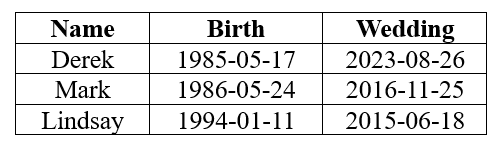 Name Birth Wedding
Derek 1985-05-17 2023-08-26
Mark 1986-05-24 2016-11-25
Lindsay 1994-01-11 2015-06-18